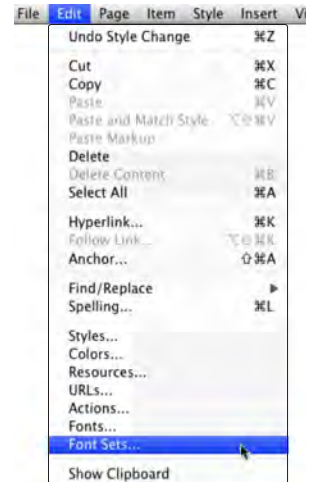 File Edit Page Item Style Insert Vi
Undo Style Change ⌘Z
Cut ⌘X
Copy ⌘C
Paste ⌘V
Paste and Match Style ⌥⇧⌘V
Paste Markup
Delete
Delete Content ⌘B
Select All ⌘A
Hyperlink... ⌘K
Follow Link... ⌥⇧⌘K
Anchor... ⇧⌘A
Find/Replace ▶
Spelling... ⌘L
Styles...
Colors...
Resources...
URLs...
Actions...
Fonts...
Font Sets...
Show Clipboard